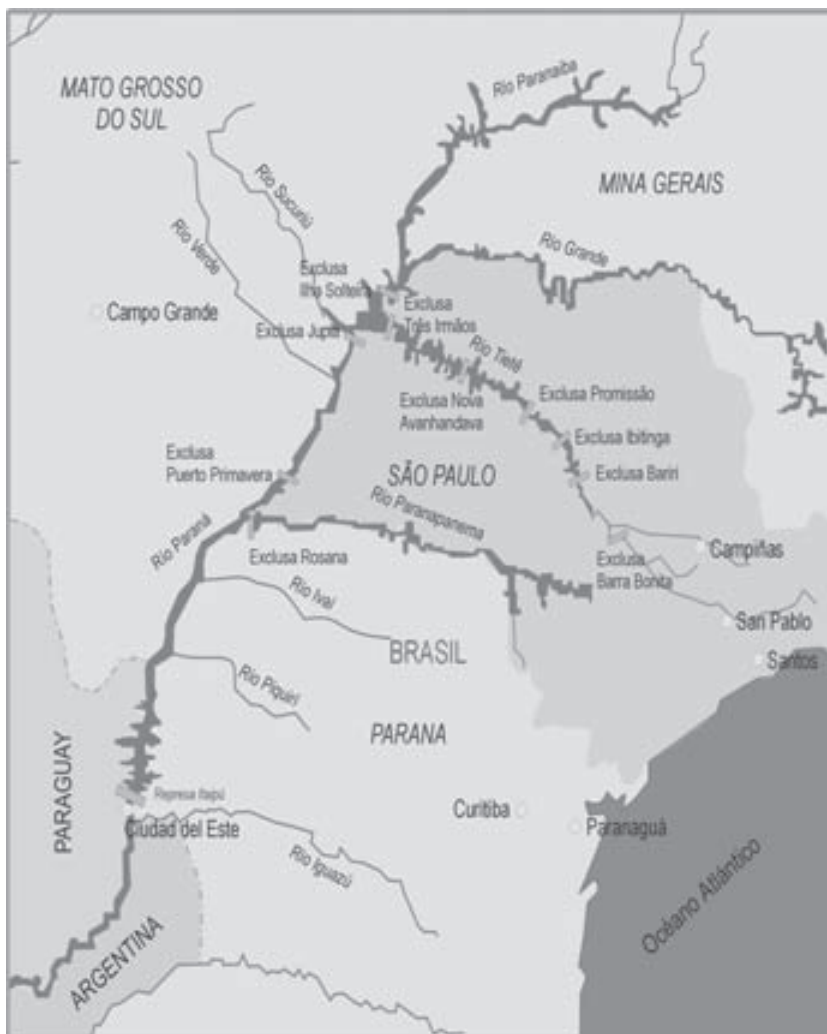 MATO GROSSO
DO SUL
Rio Paranaiba
MINA GERAIS
Rio Sucuriú
Rio Verde
Rio Grande
Exclusa
Ilha Solteira
Campo Grande
Exclusa
Três Irmãos
Exclusa Jupia
Rio Tieté
Exclusa Nova
Avanhandava
Exclusa Promissão
Exclusa Ibitinga
Exclusa
Puerto Primavera
SÃO PAULO
Exclusa Bariri
Rio Paranapanema
Rio Paraná
Exclusa Rosana
Exclusa
Barra Bonita
Campiñas
Rio Ivaí
San Pablo
BRASIL
Santos
Rio Piquirí
PARANA
PARAGUAY
Represa Itaipú
Ciudad del Este
Curitiba
Paranaguá
Rio Iguazú
Océano Atlántico
ARGENTINA